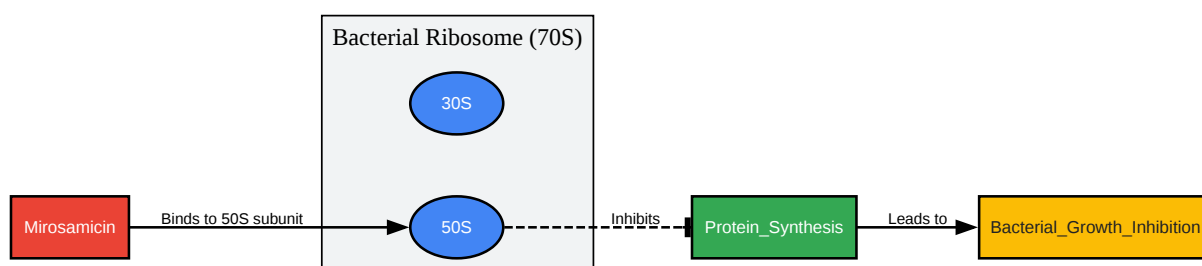 Bacterial Ribosome (70S)
30S
Mirosamicin
Binds to 50S subunit
50S
Inhibits
Protein_Synthesis
Leads to
Bacterial_Growth_Inhibition